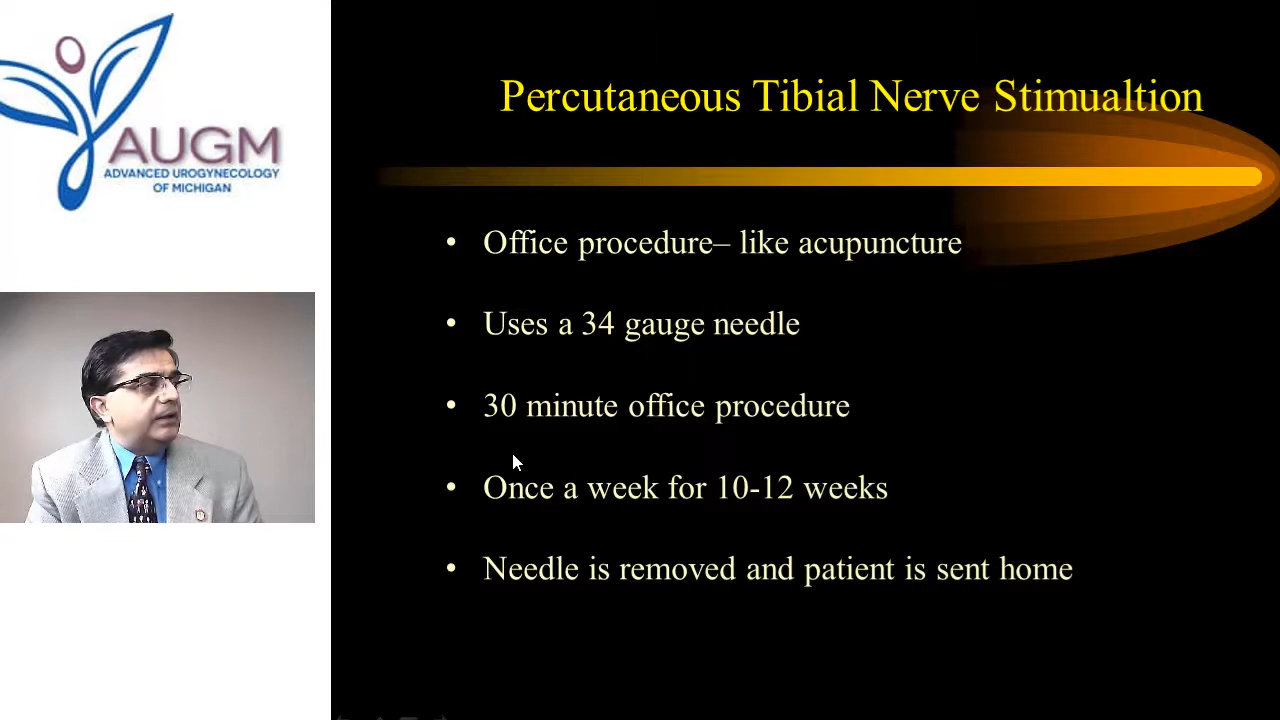 AUGM
ADVANCED UROGYNECOLOGY
OF MICHIGAN
Percutaneous Tibial Nerve Stimualtion
• Office procedure– like acupuncture
• Uses a 34 gauge needle
• 30 minute office procedure
• Once a week for 10-12 weeks
• Needle is removed and patient is sent home